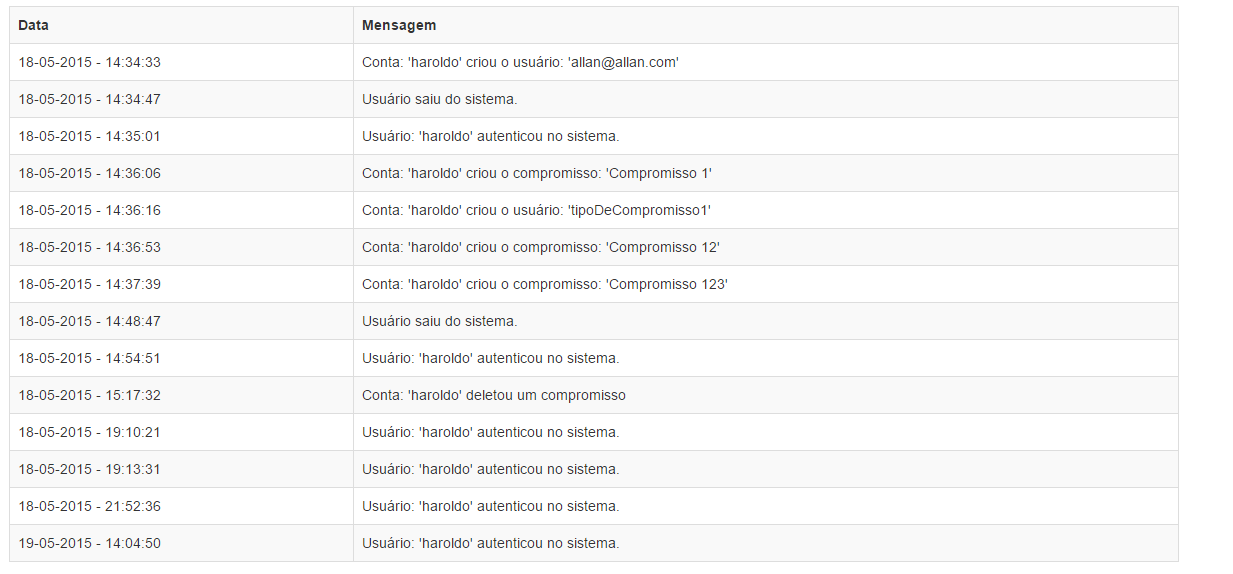 Data Mensagem
18-05-2015 - 14:34:33 Conta: 'haroldo' criou o usuário: 'allan@allan.com'
18-05-2015 - 14:34:47 Usuário saiu do sistema.
18-05-2015 - 14:35:01 Usuário: 'haroldo' autenticou no sistema.
18-05-2015 - 14:36:06 Conta: 'haroldo' criou o compromisso: 'Compromisso 1'
18-05-2015 - 14:36:16 Conta: 'haroldo' criou o usuário: 'tipoDeCompromisso1'
18-05-2015 - 14:36:53 Conta: 'haroldo' criou o compromisso: 'Compromisso 12'
18-05-2015 - 14:37:39 Conta: 'haroldo' criou o compromisso: 'Compromisso 123'
18-05-2015 - 14:48:47 Usuário saiu do sistema.
18-05-2015 - 14:54:51 Usuário: 'haroldo' autenticou no sistema.
18-05-2015 - 15:17:32 Conta: 'haroldo' deletou um compromisso
18-05-2015 - 19:10:21 Usuário: 'haroldo' autenticou no sistema.
18-05-2015 - 19:13:31 Usuário: 'haroldo' autenticou no sistema.
18-05-2015 - 21:52:36 Usuário: 'haroldo' autenticou no sistema.
19-05-2015 - 14:04:50 Usuário: 'haroldo' autenticou no sistema.